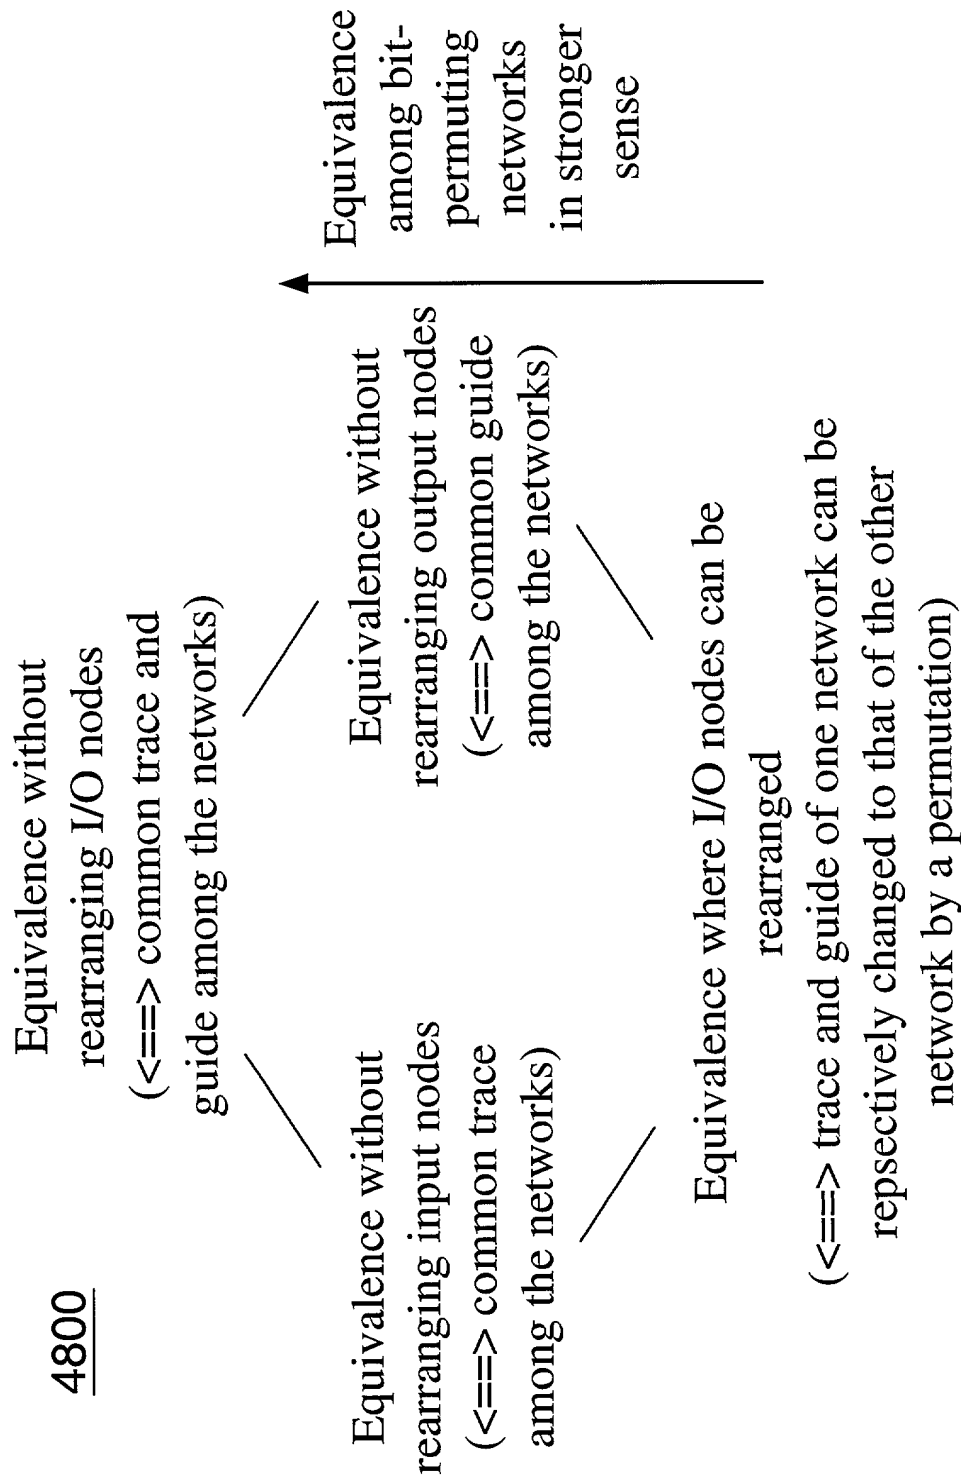 4800
Equivalence without
rearranging I/O nodes
(<==> common trace and
guide among the networks)
Equivalence without
rearranging input nodes
(<==> common trace
among the networks)
Equivalence without
rearranging output nodes
(<==> common guide
among the networks)
Equivalence
among bit-
permuting
networks
in stronger
sense
Equivalence where I/O nodes can be
rearranged
(<==> trace and guide of one network can be
repsectively changed to that of the other
network by a permutation)